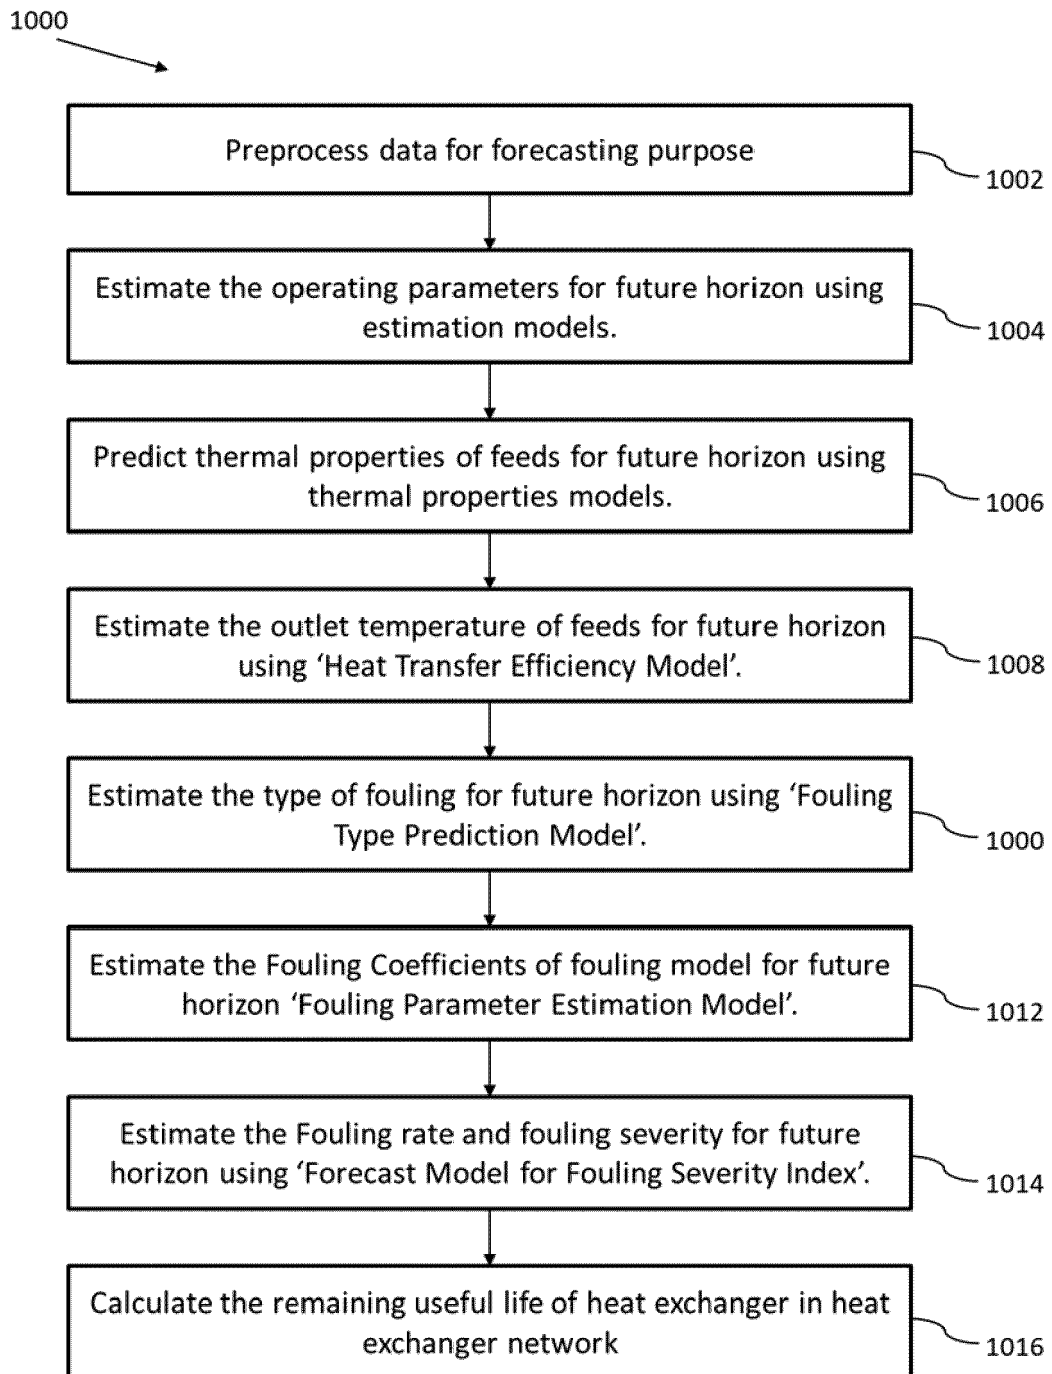 1000
Preprocess data for forecasting purpose
1002
Estimate the operating parameters for future horizon using
estimation models.
1004
Predict thermal properties of feeds for future horizon using
thermal properties models.
1006
Estimate the outlet temperature of feeds for future horizon
using ‘Heat Transfer Efficiency Model’.
1008
Estimate the type of fouling for future horizon using ‘Fouling
Type Prediction Model’.
1000
Estimate the Fouling Coefficients of fouling model for future
horizon ‘Fouling Parameter Estimation Model’.
1012
Estimate the Fouling rate and fouling severity for future
horizon using ‘Forecast Model for Fouling Severity Index’.
1014
Calculate the remaining useful life of heat exchanger in heat
exchanger network
1016